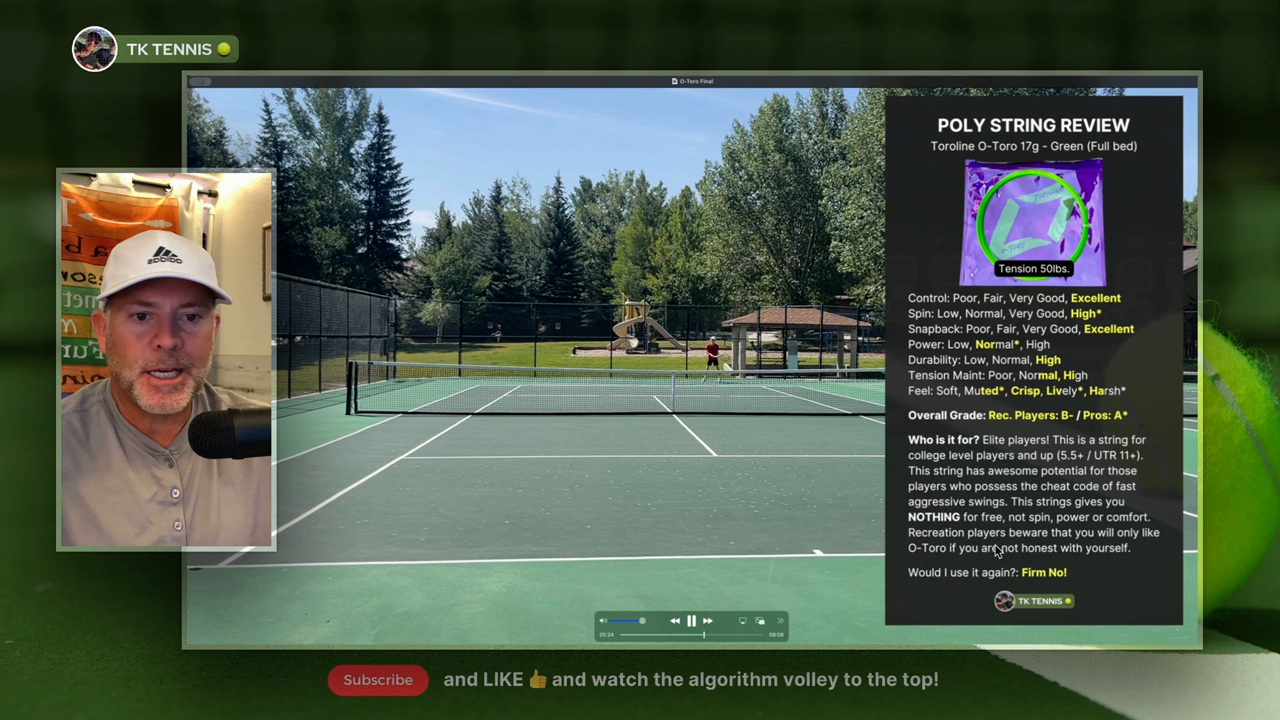 TK TENNIS
O-Toro Final
POLY STRING REVIEW
Toroline O-Toro 17g - Green (Full bed)
Tension 50lbs.
Control: Poor, Fair, Very Good, Excellent
Spin: Low, Normal, Very Good, High*
Snapback: Poor, Fair, Very Good, Excellent
Power: Low, Normal*, High
Durability: Low, Normal, High
Tension Maint: Poor, Normal, High
Feel: Soft, Muted*, Crisp, Lively*, Harsh*
Overall Grade: Rec. Players: B- / Pros: A*
Who is it for? Elite players! This is a string for
college level players and up (5.5+ / UTR 11+).
This string has awesome potential for those
players who possess the cheat code of fast
aggressive swings. This strings gives you
NOTHING for free, not spin, power or comfort.
Recreation players beware that you will only like
O-Toro if you are not honest with yourself.
Would I use it again?: Firm No!
TK TENNIS
05:24
09:08
Subscribe
and LIKE 👍 and watch the algorithm volley to the top!